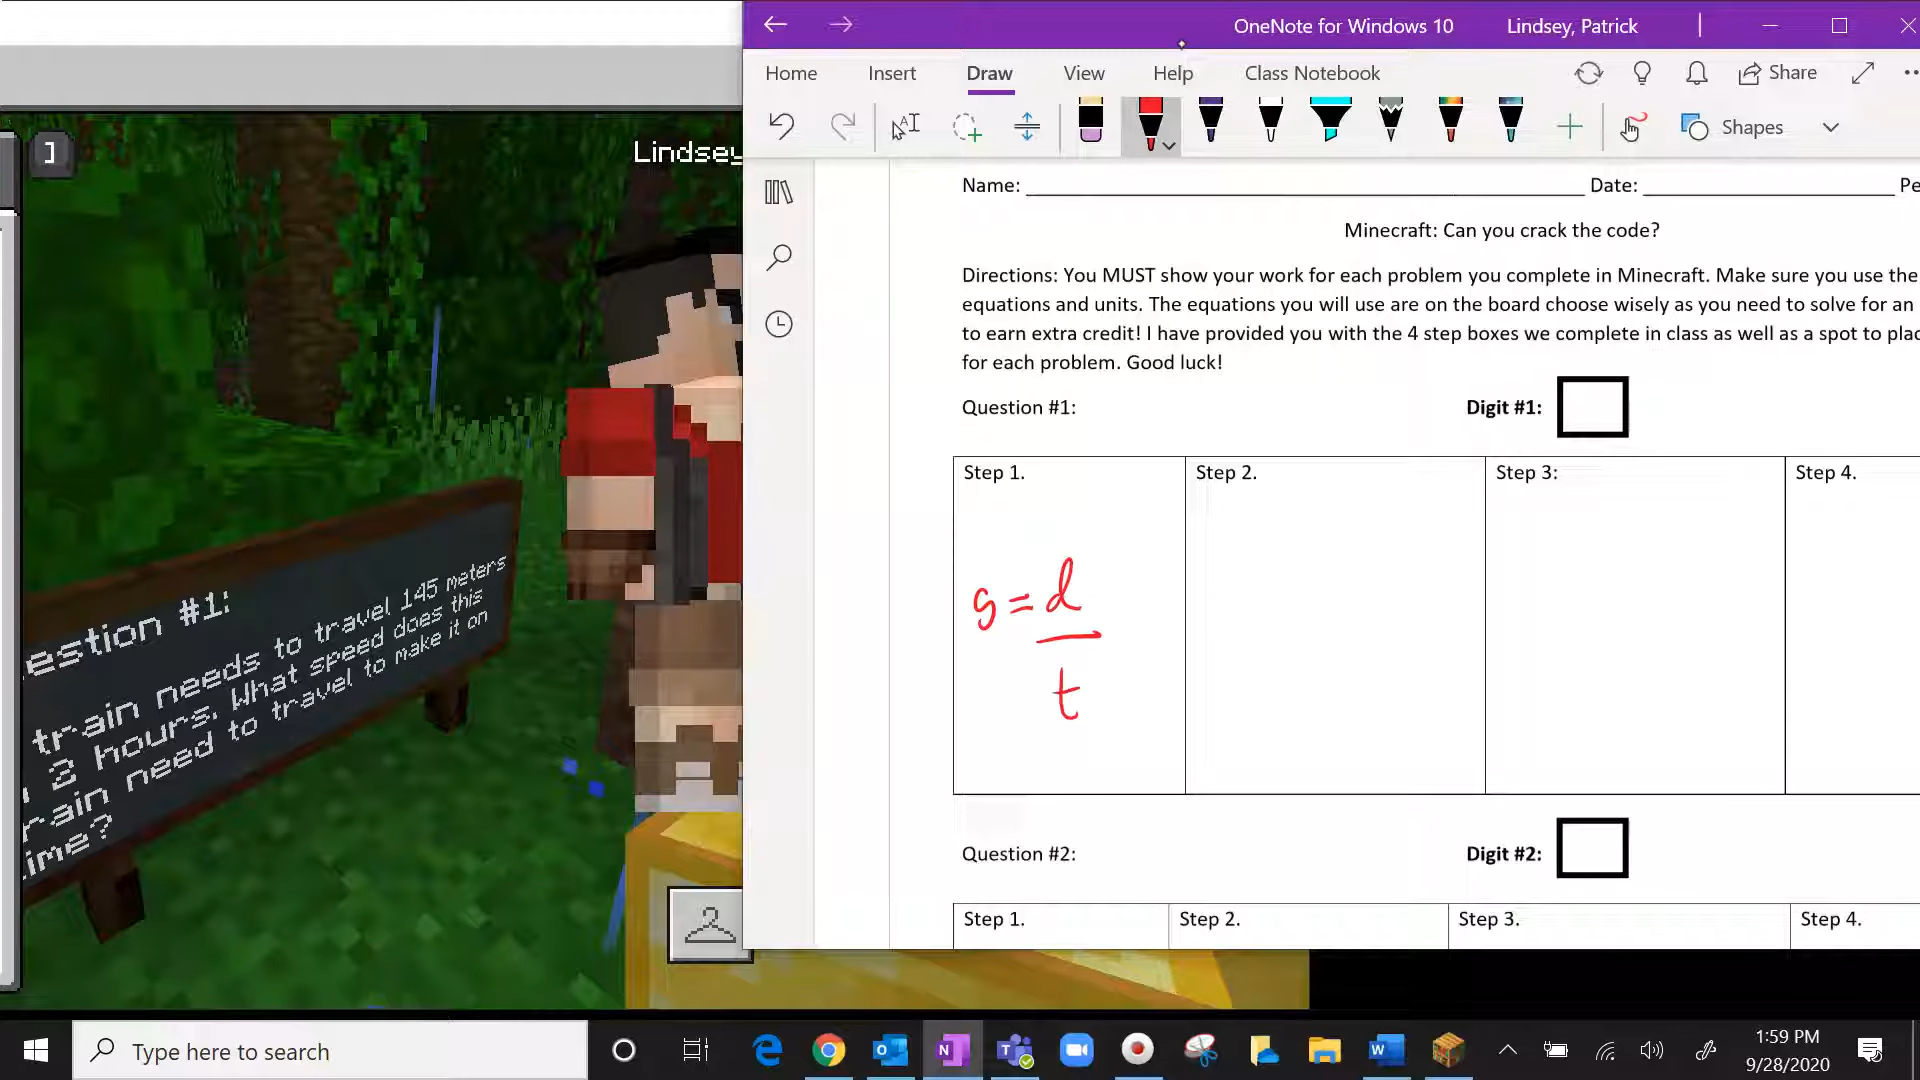 OneNote for Windows 10 Lindsey, Patrick
Home Insert Draw View Help Class Notebook Share
Shapes
Lindsey
Name: Date: Pe
Minecraft: Can you crack the code?
Directions: You MUST show your work for each problem you complete in Minecraft. Make sure you use the
equations and units. The equations you will use are on the board choose wisely as you need to solve for an
to earn extra credit! I have provided you with the 4 step boxes we complete in class as well as a spot to plac
for each problem. Good luck!
Question #1: Digit #1:
Step 1. Step 2. Step 3: Step 4.
s = d
t
Question #2: Digit #2:
Step 1. Step 2. Step 3. Step 4.
estion #1:
train needs to travel 145 meters
2 hours. What speed does this
rain need to travel to make it on
ime?
Type here to search
1:59 PM
9/28/2020